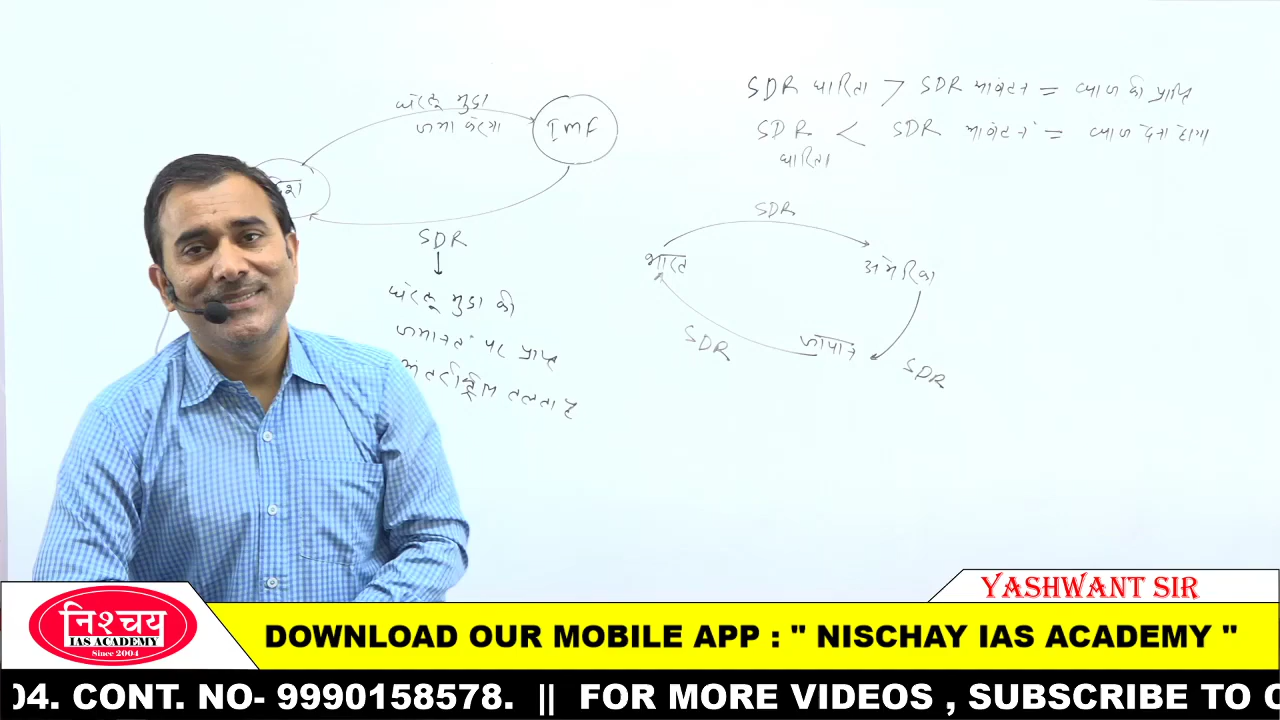 घरेलू मुद्रा
जमा करेगा
IMF
देश
SDR
घरेलू मुद्रा की
जमानत पर प्राप्त
अंतर्राष्ट्रीय तरलता है
SDR धारिता > SDR आवंटन = ब्याज की प्राप्ति
SDR < SDR आवंटन = ब्याज देना होगा
धारिता
SDR
भारत
अमेरिका
जापान
SDR
SDR
YASHWANT SIR
निश्चय
IAS ACADEMY
Since 2004
DOWNLOAD OUR MOBILE APP : " NISCHAY IAS ACADEMY "
04. CONT. NO- 9990158578. || FOR MORE VIDEOS , SUBSCRIBE TO